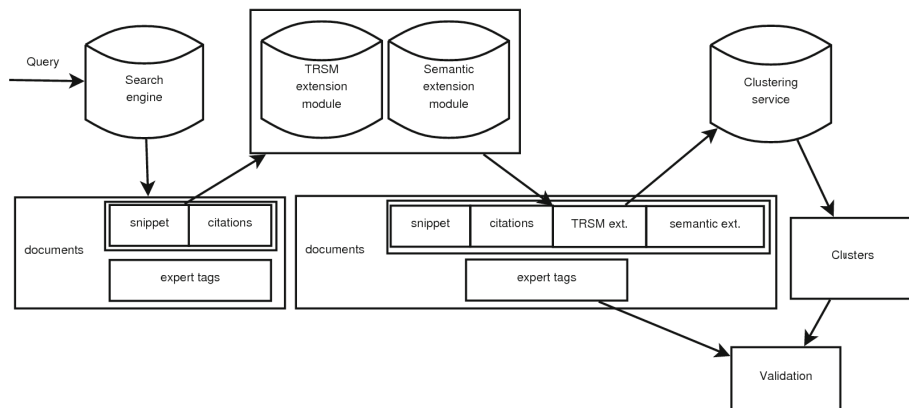 Query
Search
engine
TRSM
extension
module
Semantic
extension
module
Clustering
service
documents
snippet
citations
expert tags
documents
snippet
citations
TRSM ext.
semantic ext.
expert tags
Clusters
Validation